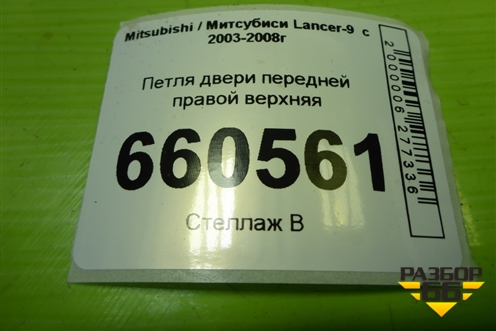 Mitsubishi / Митсубиси Lancer-9 с
2003-2008г
Петля двери передней
правой верхняя
660561
Стеллаж В
2000006277336
РАЗБОР
66